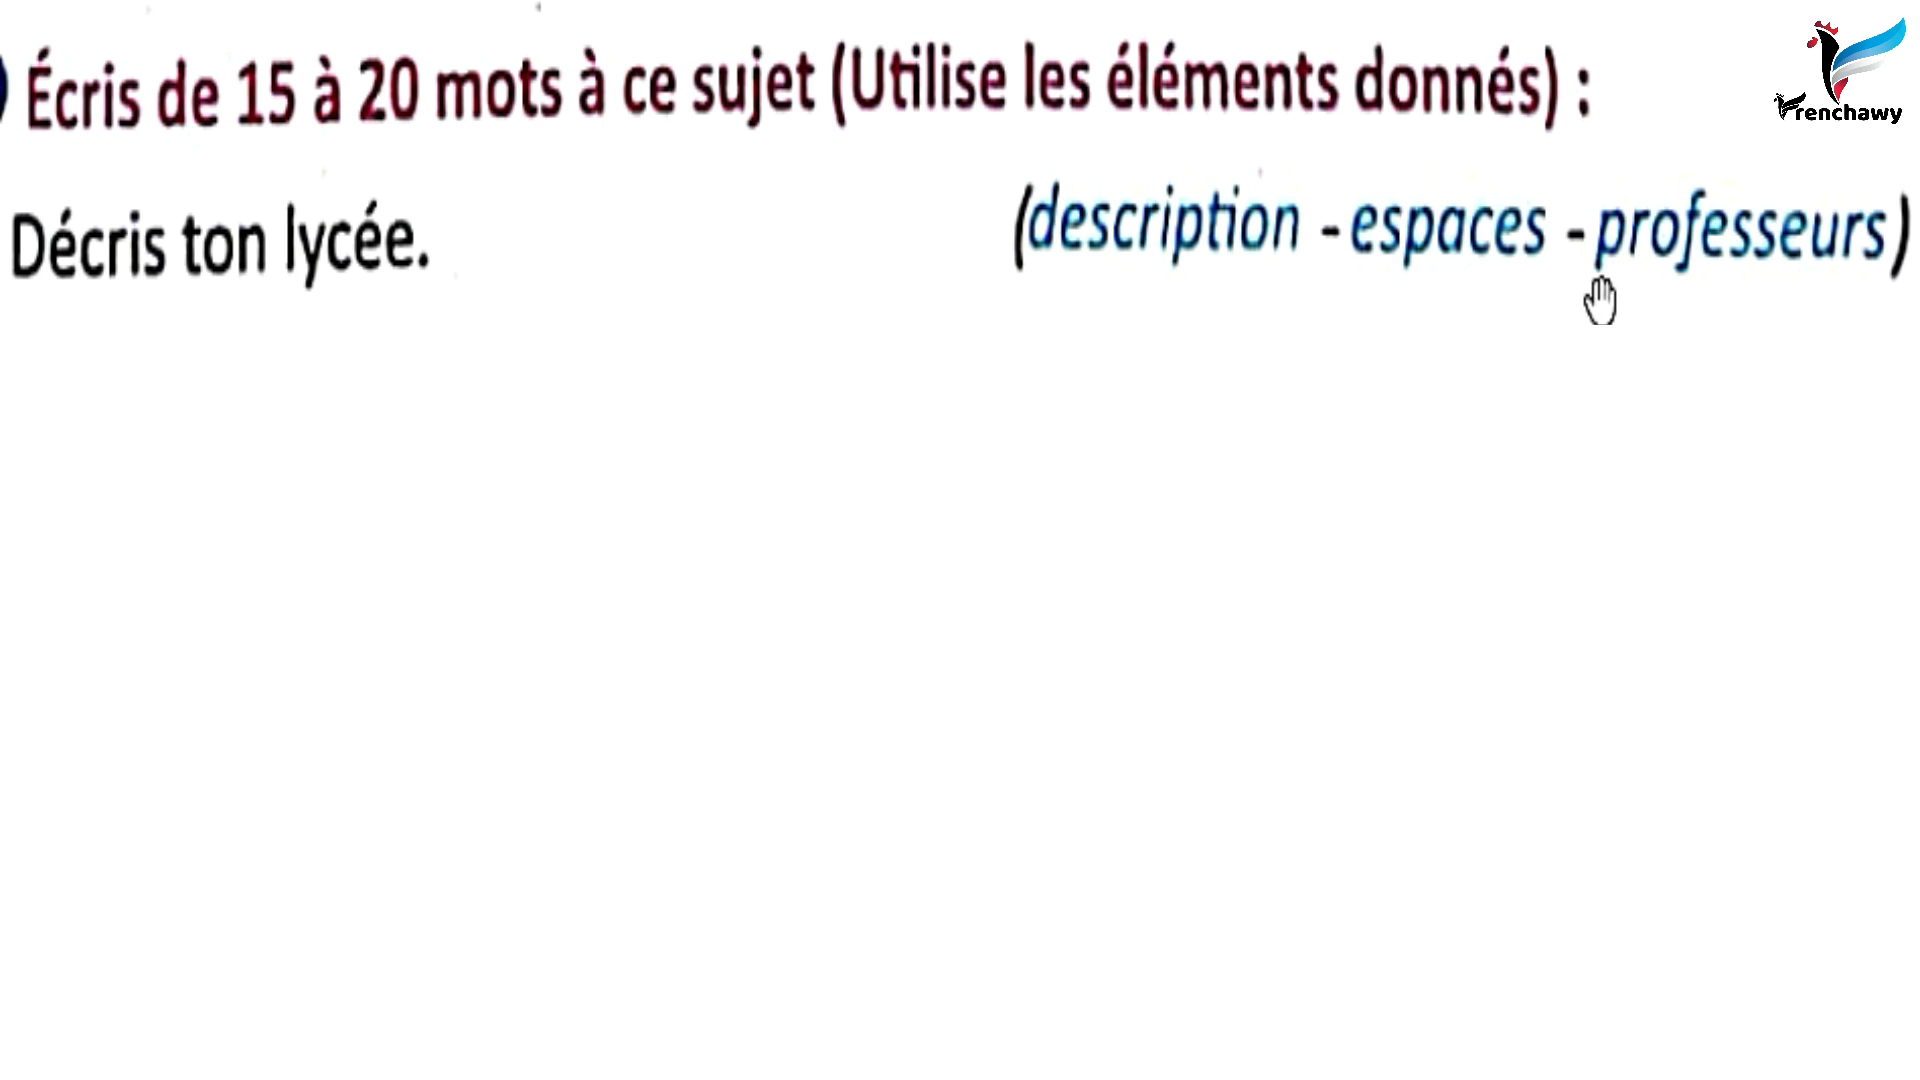 Écris de 15 à 20 mots à ce sujet (Utilise les éléments donnés) :
Frenchawy
Décris ton lycée. (description - espaces - professeurs)